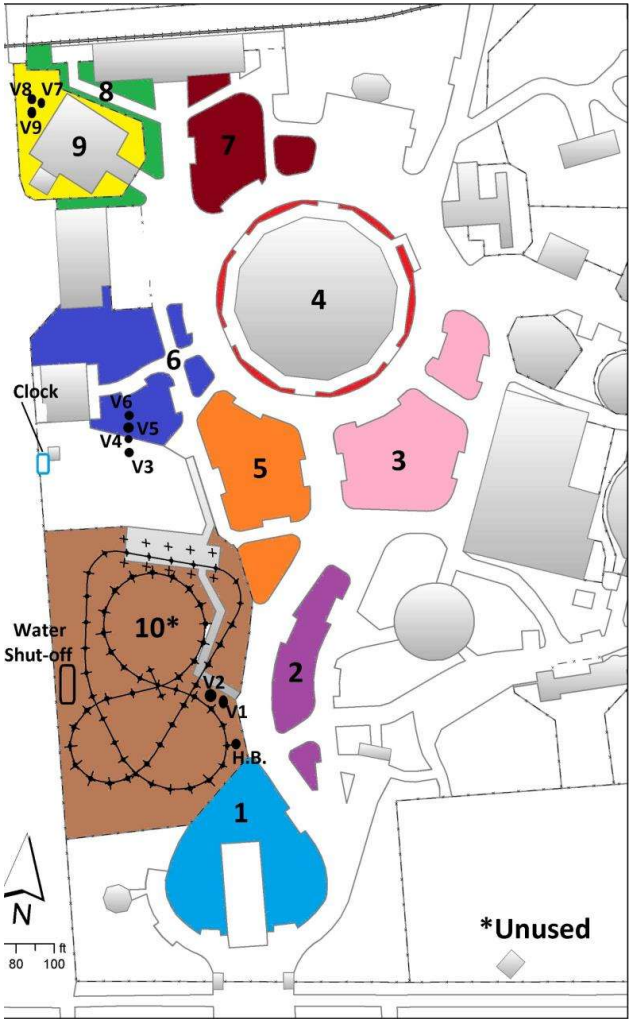 8
V8 V7
V9
9
7
4
6
Clock
V6
V4 V5
V3
5
3
10*
Water
Shut-off
2
V2
V1
H.B.
1
N
ft
80 100
*Unused